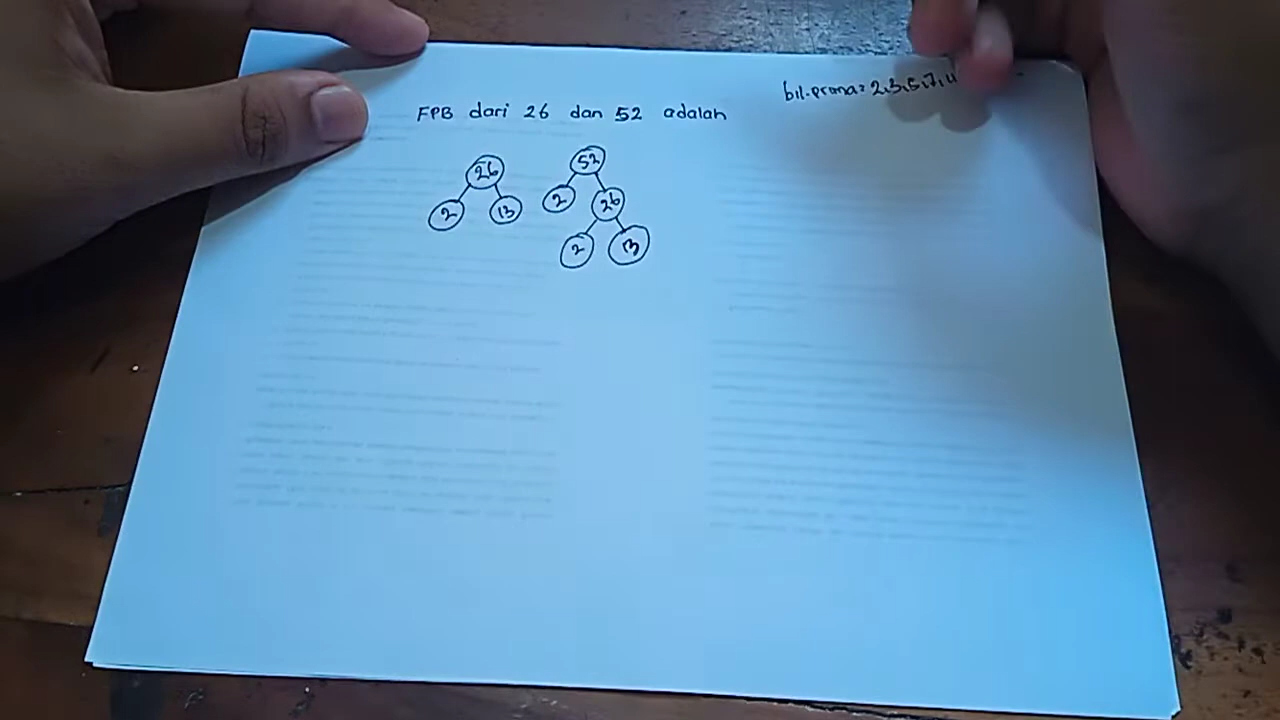 bil.prima = 2,3,5,7,11
FPB dari 26 dan 52 adalah
26 52
2 13 2 26
2 13